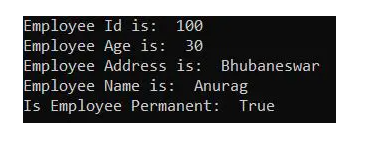 Employee Id is:  100
Employee Age is:  30
Employee Address is:  Bhubaneswar
Employee Name is:  Anurag
Is Employee Permanent:  True